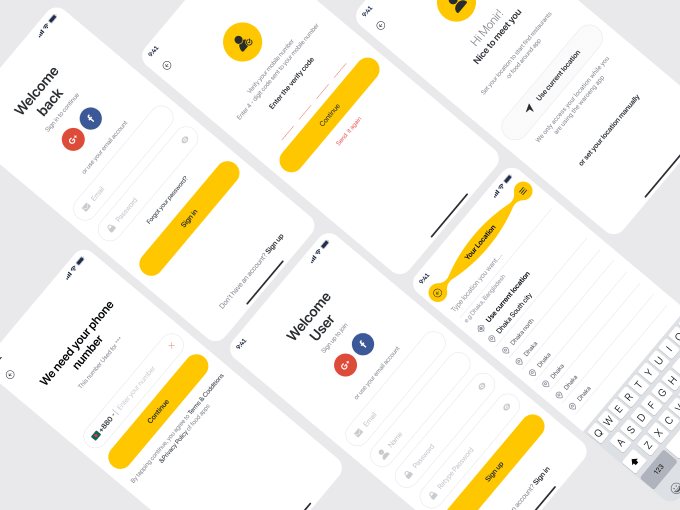 Welcome
back
Sign in to continue
G+
f
or use your email account
Email
Password
Forgot your password?
Sign in
Don't have an account? Sign up
9:41
Verify your mobile number
Enter 4 - digit code sent to your mobile number
Enter the verify code
Continue
Send it again
9:41
Hi Monir!
Nice to meet you
Set your location to start find restaurants
or food around app
Use current location
We only access your location while you
are using the wereeng app
or set your location manually
We need your phone
number
This number Used for ***
+880
Enter your number
Continue
By tapping continue, you agree to Terms & Conditions
&Privacy Policy of food apps
9:41
Welcome
User
Sign up to join
G+
f
or use your email account
Email
Name
Password
Retype Password
Sign up
account? Sign in
9:41
Your Location
Type location you want...
e.g Dhaka, Bangladesh
Use current location
Dhaka South city
Dhaka north
Dhaka
Dhaka
Dhaka
Dhaka
Dhaka
Q W E R T Y U I O
A S D F G H
Z X C V
123